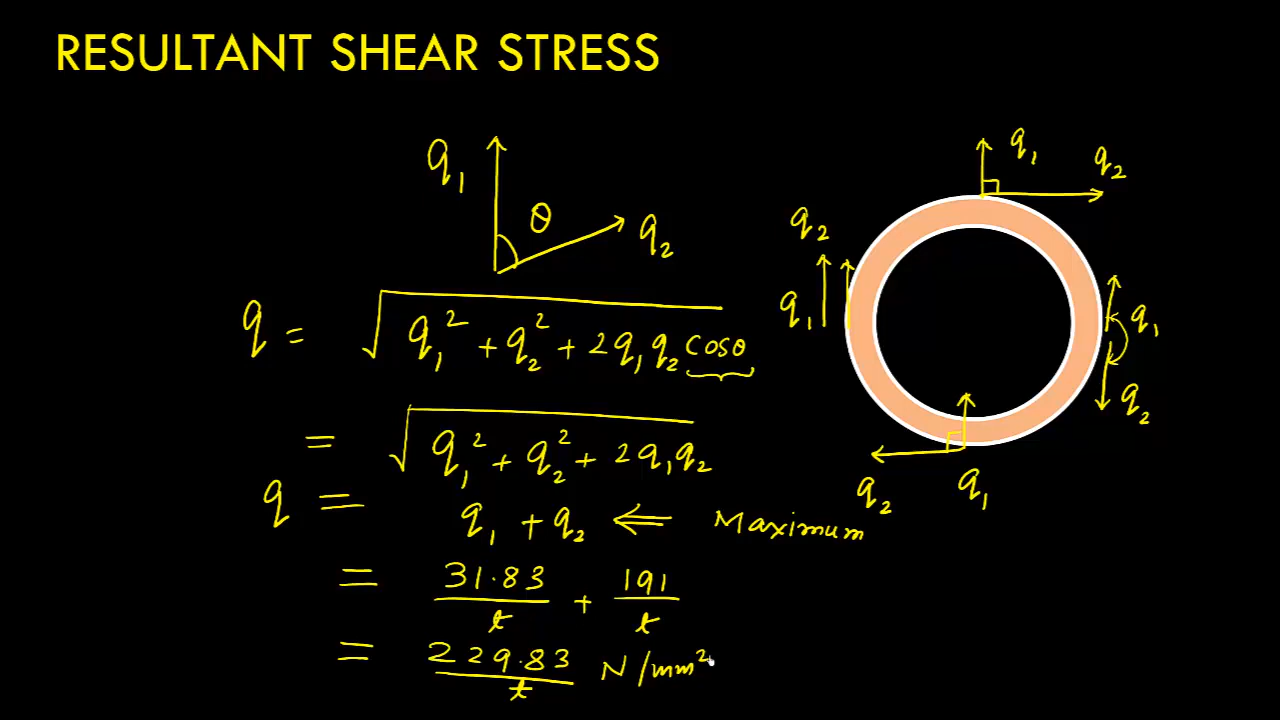 RESULTANT SHEAR STRESS
q₁
θ
q₂
q = √(q₁² + q₂² + 2q₁q₂ cosθ)
= √(q₁² + q₂² + 2q₁q₂)
q = q₁ + q₂ ⇐ Maximum
= 31.83/t + 191/t
= 229.83/t N/mm²
q₁
q₂
q₂
q₁
q₁
q₂
q₂
q₁